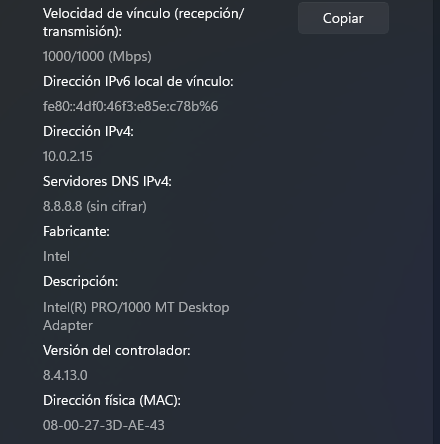 Velocidad de vínculo (recepción/
transmisión):
Copiar
1000/1000 (Mbps)
Dirección IPv6 local de vínculo:
fe80::4df0:46f3:e85e:c78b%6
Dirección IPv4:
10.0.2.15
Servidores DNS IPv4:
8.8.8.8 (sin cifrar)
Fabricante:
Intel
Descripción:
Intel(R) PRO/1000 MT Desktop
Adapter
Versión del controlador:
8.4.13.0
Dirección física (MAC):
08-00-27-3D-AE-43